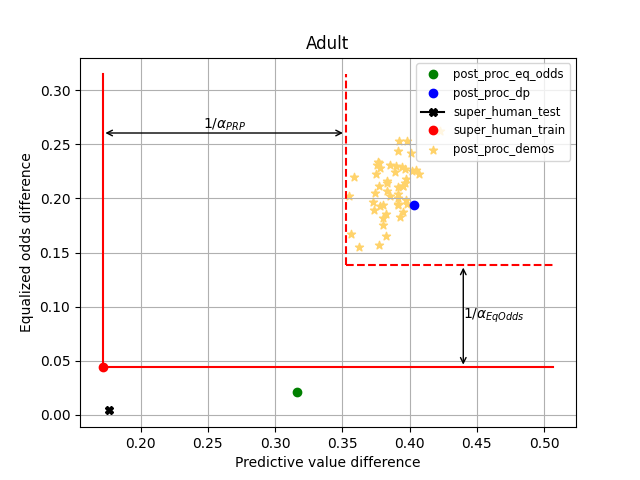 Adult
post_proc_eq_odds
post_proc_dp
super_human_test
super_human_train
post_proc_demos
1/α_PRP
1/α_EqOdds
Equalized odds difference
0.30
0.25
0.20
0.15
0.10
0.05
0.00
0.20 0.25 0.30 0.35 0.40 0.45 0.50
Predictive value difference